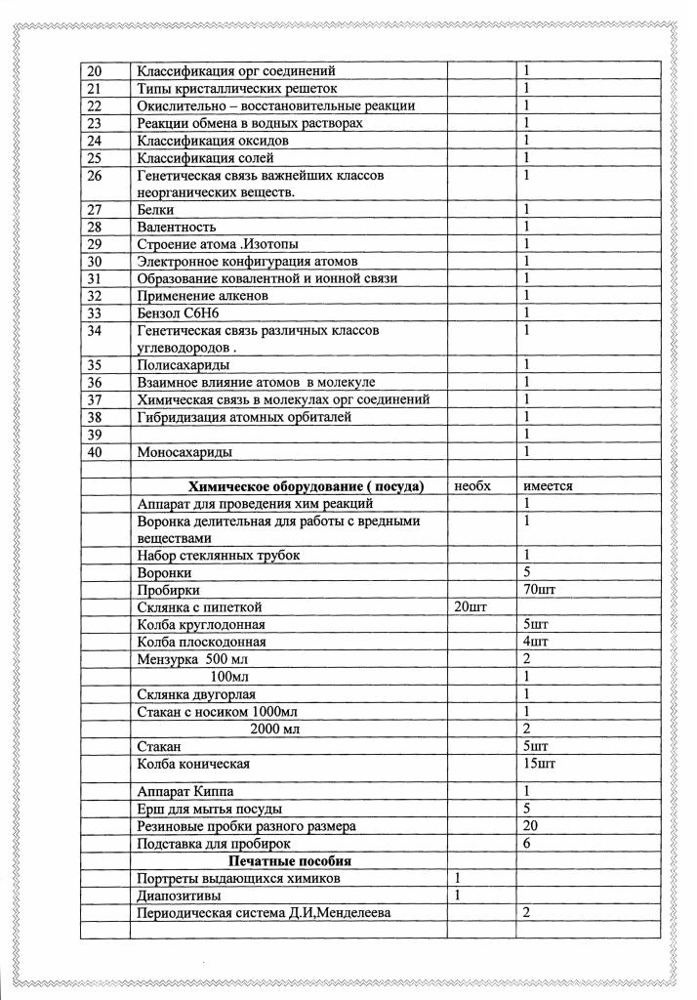 20 Классификация орг соединений 1
21 Типы кристаллических решеток 1
22 Окислительно – восстановительные реакции 1
23 Реакции обмена в водных растворах 1
24 Классификация оксидов 1
25 Классификация солей 1
26 Генетическая связь важнейших классов 1
неорганических веществ.
27 Белки 1
28 Валентность 1
29 Строение атома .Изотопы 1
30 Электронное конфигурация атомов 1
31 Образование ковалентной и ионной связи 1
32 Применение алкенов 1
33 Бензол С6Н6 1
34 Генетическая связь различных классов 1
углеводородов .
35 Полисахариды 1
36 Взаимное влияние атомов в молекуле 1
37 Химическая связь в молекулах орг соединений 1
38 Гибридизация атомных орбиталей 1
39 1
40 Моносахариды 1
Химическое оборудование ( посуда) необх имеется
Аппарат для проведения хим реакций 1
Воронка делительная для работы с вредными 1
веществами
Набор стеклянных трубок 1
Воронки 5
Пробирки 70шт
Склянка с пипеткой 20шт
Колба круглодонная 5шт
Колба плоскодонная 4шт
Мензурка 500 мл 2
100мл 1
Склянка двугорлая 1
Стакан с носиком 1000мл 1
2000 мл 2
Стакан 5шт
Колба коническая 15шт
Аппарат Киппа 1
Ерш для мытья посуды 5
Резиновые пробки разного размера 20
Подставка для пробирок 6
Печатные пособия
Портреты выдающихся химиков 1
Диапозитивы 1
Периодическая система Д.И,Менделеева 2